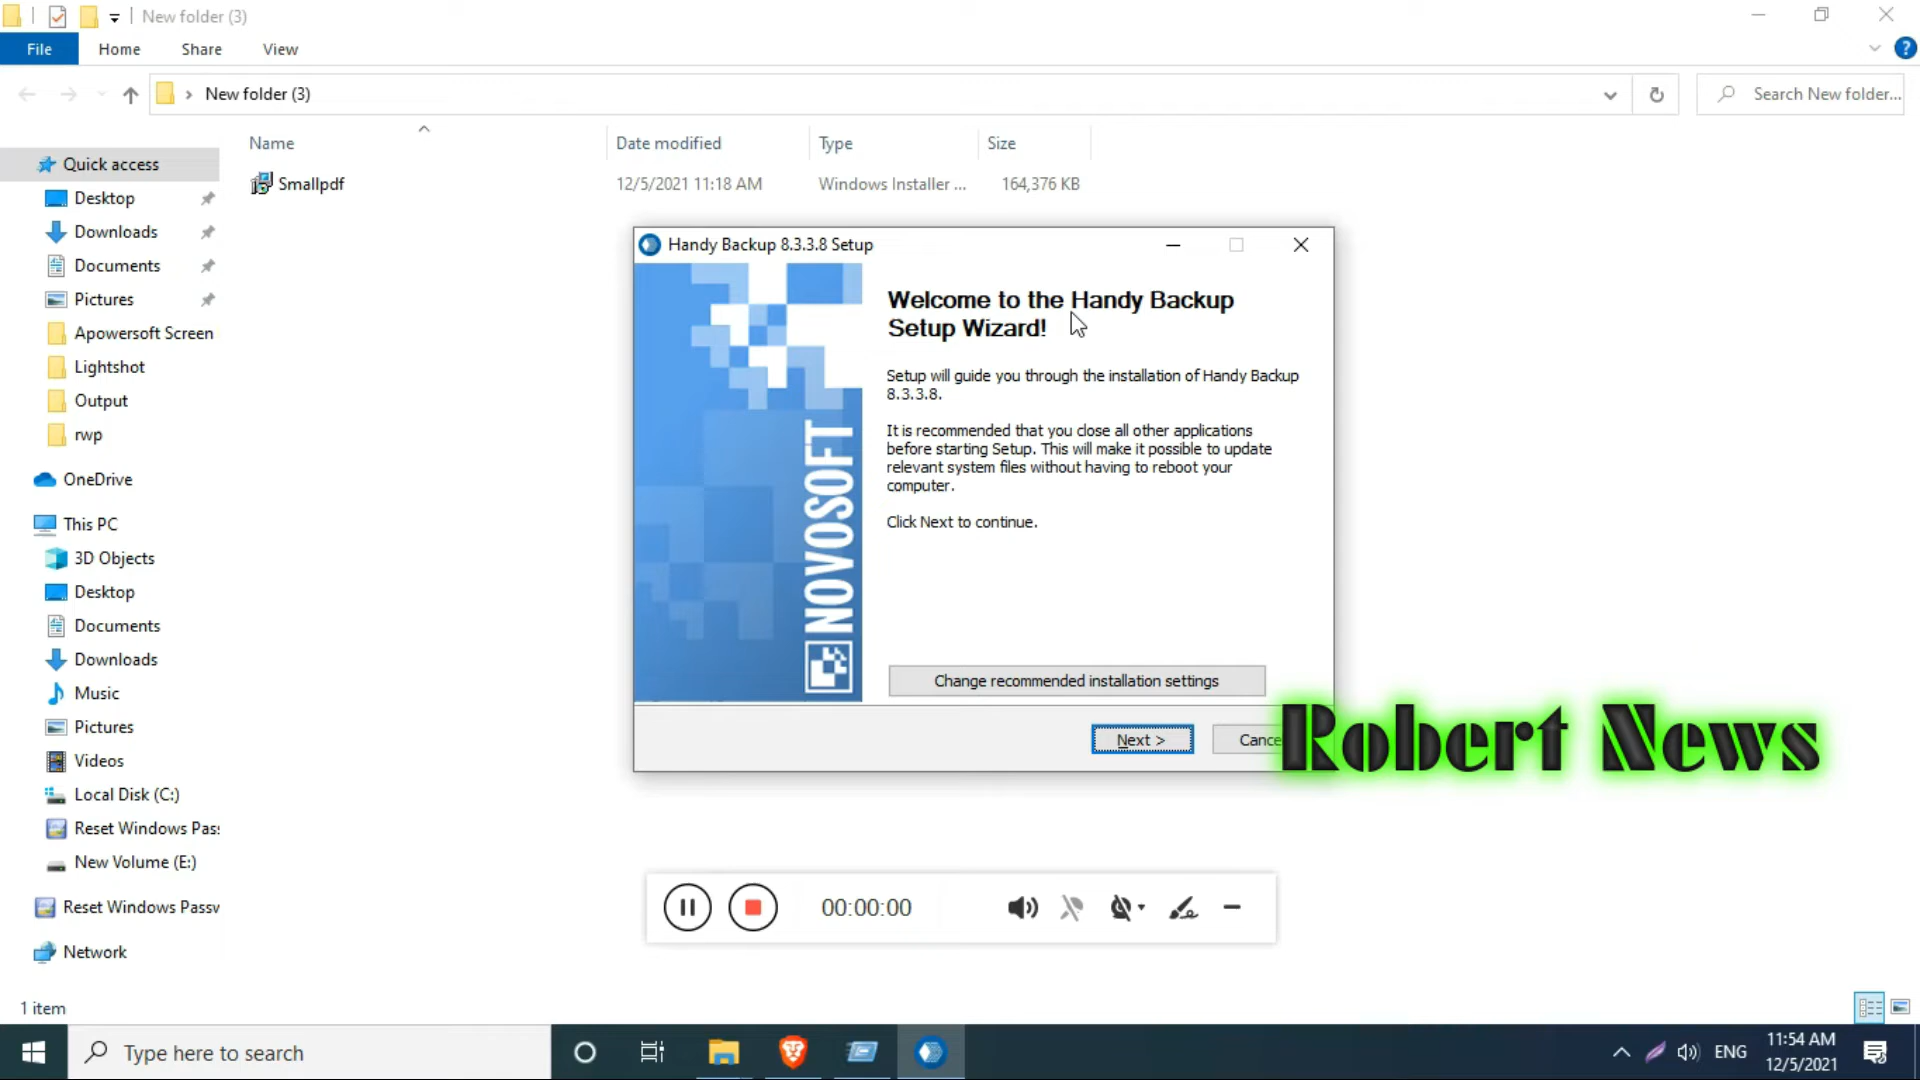 New folder (3)
File
Home
Share
View
New folder (3)
Search New folder...
Name
Date modified
Type
Size
Quick access
Smallpdf
12/5/2021 11:18 AM
Windows Installer ...
164,376 KB
Desktop
Downloads
Documents
Pictures
Apowersoft Screen
Lightshot
Output
rwp
OneDrive
This PC
3D Objects
Desktop
Documents
Downloads
Music
Pictures
Videos
Local Disk (C:)
Reset Windows Pas
New Volume (E:)
Reset Windows Passv
Network
Handy Backup 8.3.3.8 Setup
NOVOSOFT
Welcome to the Handy Backup
Setup Wizard!
Setup will guide you through the installation of Handy Backup
8.3.3.8.
It is recommended that you close all other applications
before starting Setup. This will make it possible to update
relevant system files without having to reboot your
computer.
Click Next to continue.
Change recommended installation settings
Next >
Cance
Robert News
00:00:00
1 item
Type here to search
ENG
11:54 AM
12/5/2021